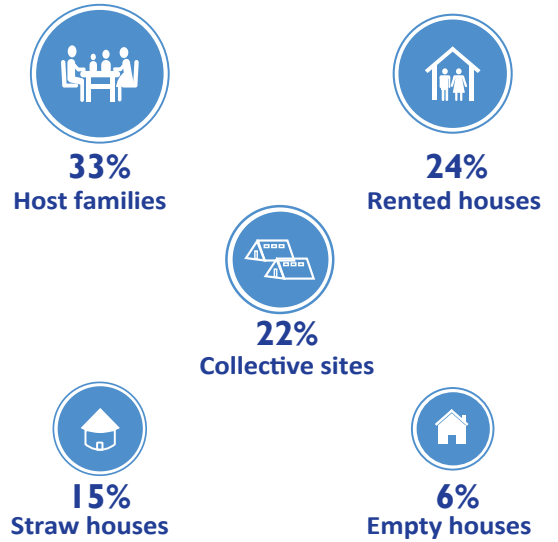 33%
Host families
24%
Rented houses
22%
Collective sites
15%
Straw houses
6%
Empty houses